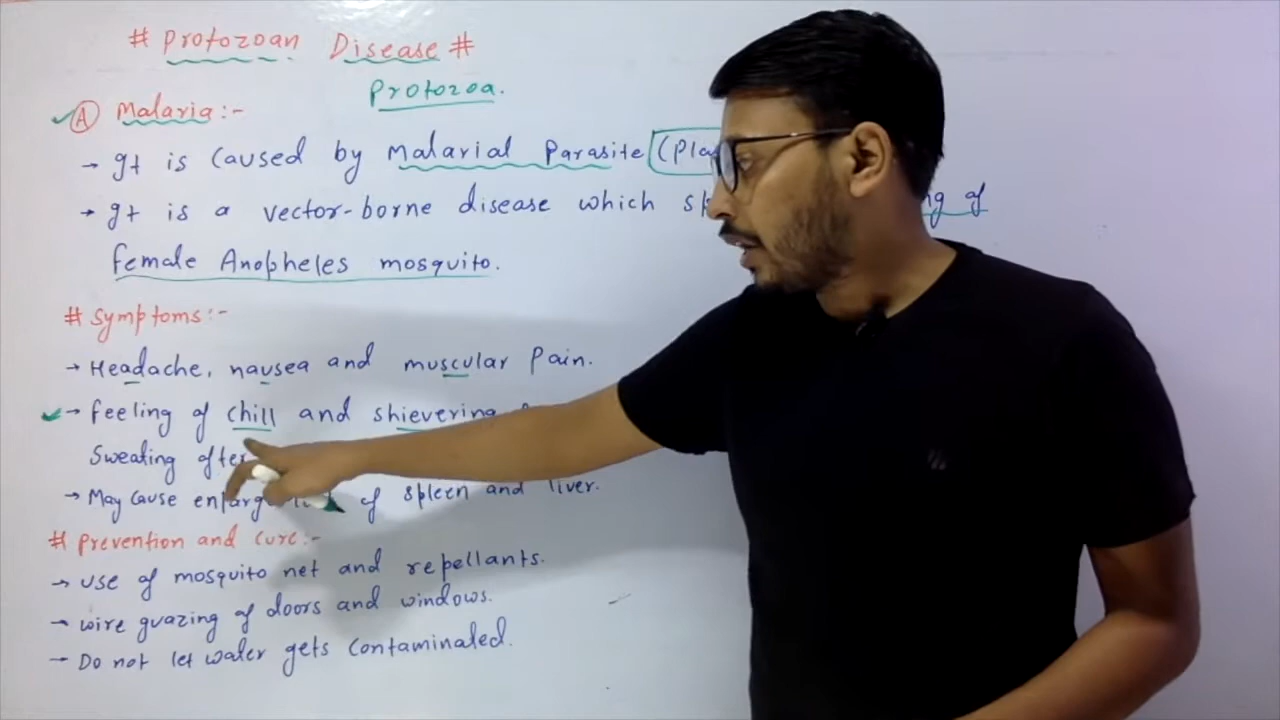 # Protozoan Disease #
Protozoa.
A Malaria:-
→ It is caused by Malarial Parasite (Pla
→ It is a vector-borne disease which of
female Anopheles mosquito.
# Symptoms:-
→ Headache, nausea and muscular Pain.
→ feeling of chill and shievering
Sweating
→ May cause of spleen and liver.
# Prevention and cure:-
→ use of mosquito net and repellants.
→ wire guazing of doors and windows.
→ Do not let water gets contaminated.